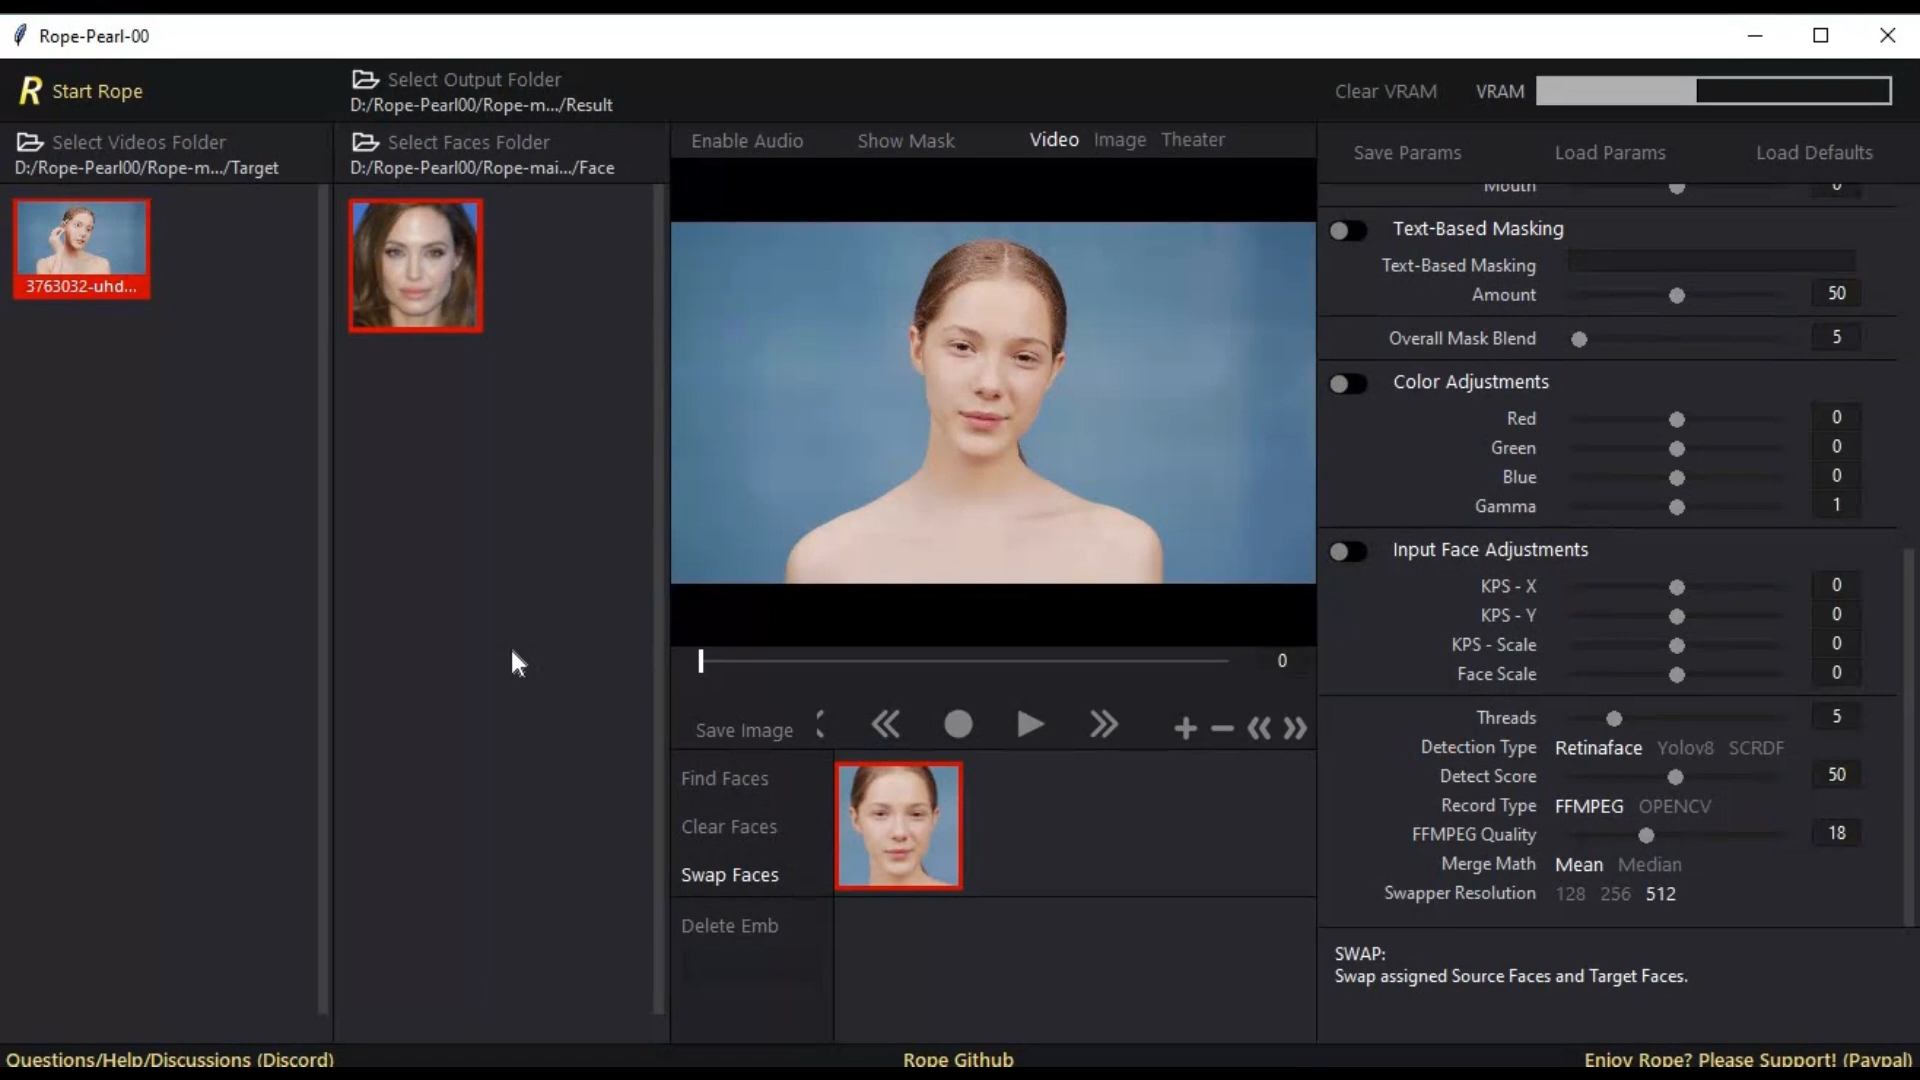 Rope-Pearl-00
R Start Rope
Select Output Folder
D:/Rope-Pearl00/Rope-m.../Result
Clear VRAM
VRAM
Select Videos Folder
D:/Rope-Pearl00/Rope-m.../Target
Select Faces Folder
D:/Rope-Pearl00/Rope-mai.../Face
Enable Audio
Show Mask
Video Image Theater
Save Params
Load Params
Load Defaults
3763032-uhd...
Mouth 0
Text-Based Masking
Text-Based Masking
Amount 50
Overall Mask Blend 5
Color Adjustments
Red 0
Green 0
Blue 0
Gamma 1
Input Face Adjustments
KPS - X 0
KPS - Y 0
KPS - Scale 0
Face Scale 0
0
Save Image
Threads 5
Detection Type Retinaface Yolov8 SCRDF
Detect Score 50
Record Type FFMPEG OPENCV
FFMPEG Quality 18
Merge Math Mean Median
Swapper Resolution 128 256 512
Find Faces
Clear Faces
Swap Faces
Delete Emb
SWAP:
Swap assigned Source Faces and Target Faces.
Questions/Help/Discussions (Discord)
Rope Github
Enjoy Rope? Please Support! (Paypal)